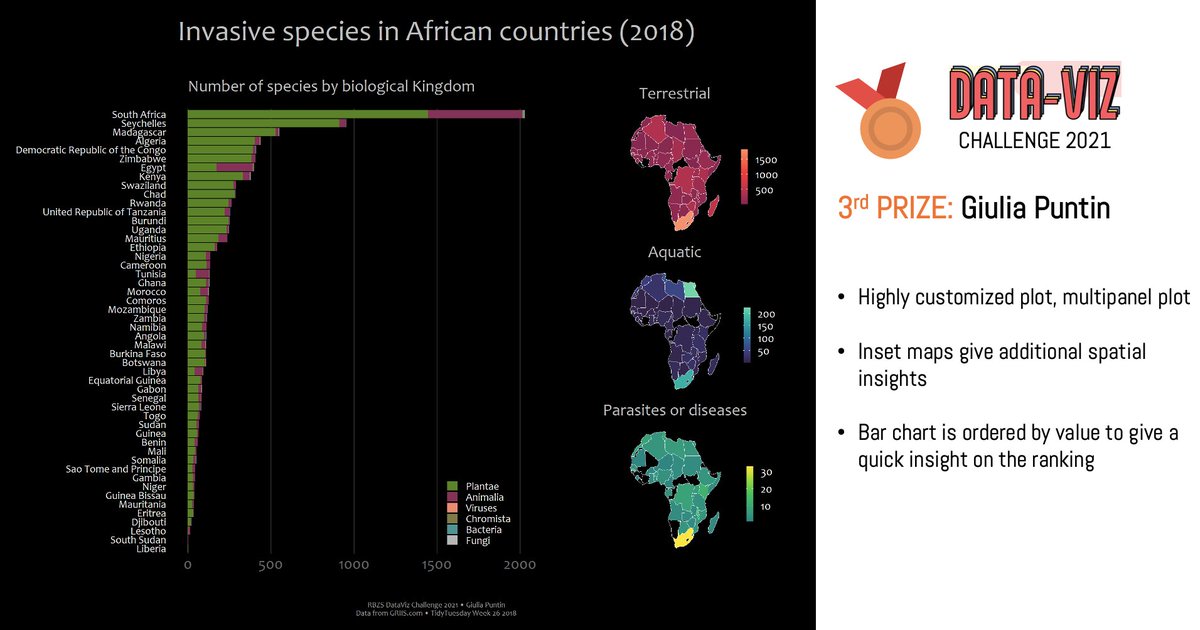 Invasive species in African countries (2018)
Number of species by biological Kingdom
South Africa
Seychelles
Madagascar
Algeria
Democratic Republic of the Congo
Zimbabwe
Egypt
Kenya
Swaziland
Chad
Rwanda
United Republic of Tanzania
Burundi
Uganda
Mauritius
Ethiopia
Nigeria
Cameroon
Tunisia
Ghana
Morocco
Comoros
Mozambique
Zambia
Namibia
Angola
Malawi
Burkina Faso
Botswana
Libya
Equatorial Guinea
Gabon
Senegal
Sierra Leone
Togo
Sudan
Guinea
Benin
Mali
Somalia
Sao Tome and Principe
Gambia
Niger
Guinea Bissau
Mauritania
Eritrea
Djibouti
Lesotho
South Sudan
Liberia
0 500 1000 1500 2000
Plantae
Animalia
Viruses
Chromista
Bacteria
Fungi
RBZS DataViz Challenge 2021 • Giulia Puntin
Data from GRIIS.com • TidyTuesday Week 26 2018
Terrestrial
1500
1000
500
Aquatic
200
150
100
50
Parasites or diseases
30
20
10
DATA-VIZ
CHALLENGE 2021
3rd PRIZE: Giulia Puntin
• Highly customized plot, multipanel plot
• Inset maps give additional spatial
insights
• Bar chart is ordered by value to give a
quick insight on the ranking